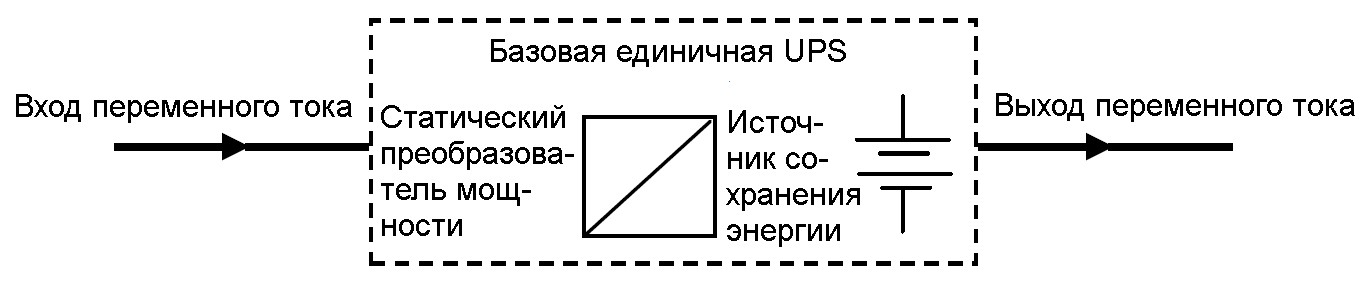 Базовая единичная UPS
Вход переменного тока
Статический
преобразова-
тель мощ-
ности
Источ-
ник со-
хранения
энергии
Выход переменного тока